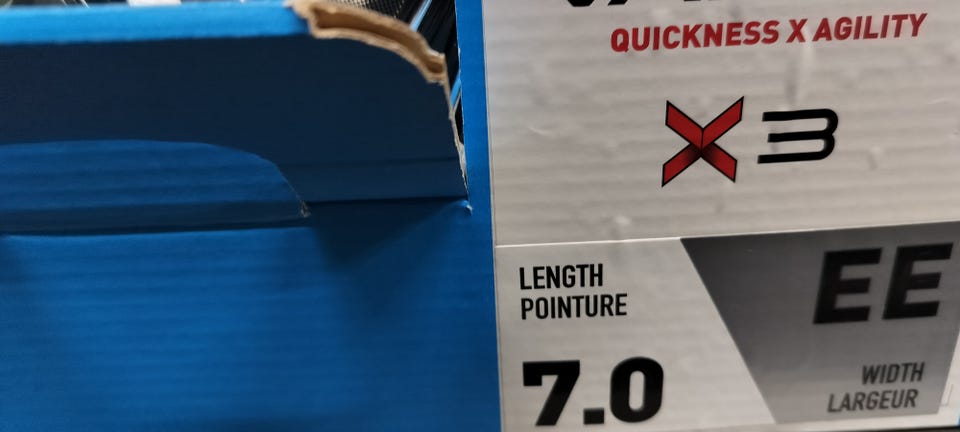 QUICKNESS X AGILITY
X3
LENGTH
POINTURE
7.0
EE
WIDTH
LARGEUR